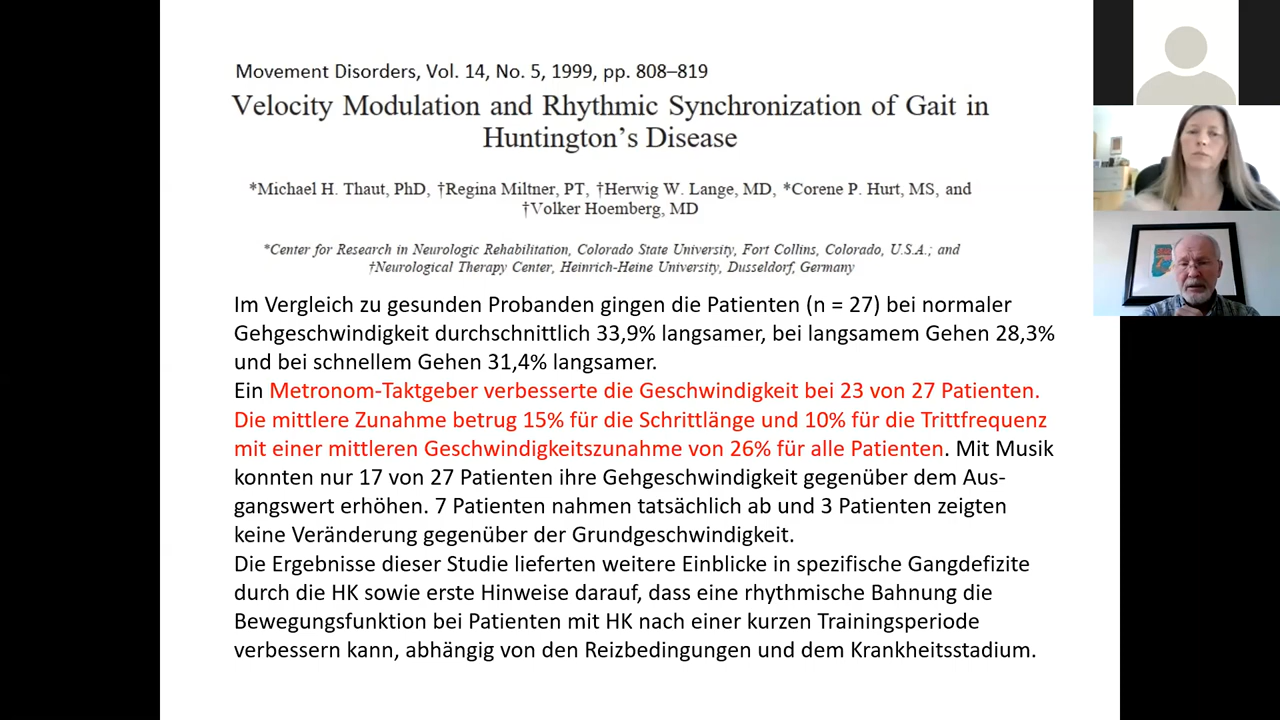 Movement Disorders, Vol. 14, No. 5, 1999, pp. 808–819
Velocity Modulation and Rhythmic Synchronization of Gait in
Huntington's Disease
*Michael H. Thaut, PhD, †Regina Miltner, PT, †Herwig W. Lange, MD, *Corene P. Hurt, MS, and
†Volker Hoemberg, MD
*Center for Research in Neurologic Rehabilitation, Colorado State University, Fort Collins, Colorado, U.S.A.; and
†Neurological Therapy Center, Heinrich-Heine University, Dusseldorf, Germany
Im Vergleich zu gesunden Probanden gingen die Patienten (n = 27) bei normaler
Gehgeschwindigkeit durchschnittlich 33,9% langsamer, bei langsamem Gehen 28,3%
und bei schnellem Gehen 31,4% langsamer.
Ein Metronom-Taktgeber verbesserte die Geschwindigkeit bei 23 von 27 Patienten.
Die mittlere Zunahme betrug 15% für die Schrittlänge und 10% für die Trittfrequenz
mit einer mittleren Geschwindigkeitszunahme von 26% für alle Patienten. Mit Musik
konnten nur 17 von 27 Patienten ihre Gehgeschwindigkeit gegenüber dem Aus-
gangswert erhöhen. 7 Patienten nahmen tatsächlich ab und 3 Patienten zeigten
keine Veränderung gegenüber der Grundgeschwindigkeit.
Die Ergebnisse dieser Studie lieferten weitere Einblicke in spezifische Gangdefizite
durch die HK sowie erste Hinweise darauf, dass eine rhythmische Bahnung die
Bewegungsfunktion bei Patienten mit HK nach einer kurzen Trainingsperiode
verbessern kann, abhängig von den Reizbedingungen und dem Krankheitsstadium.